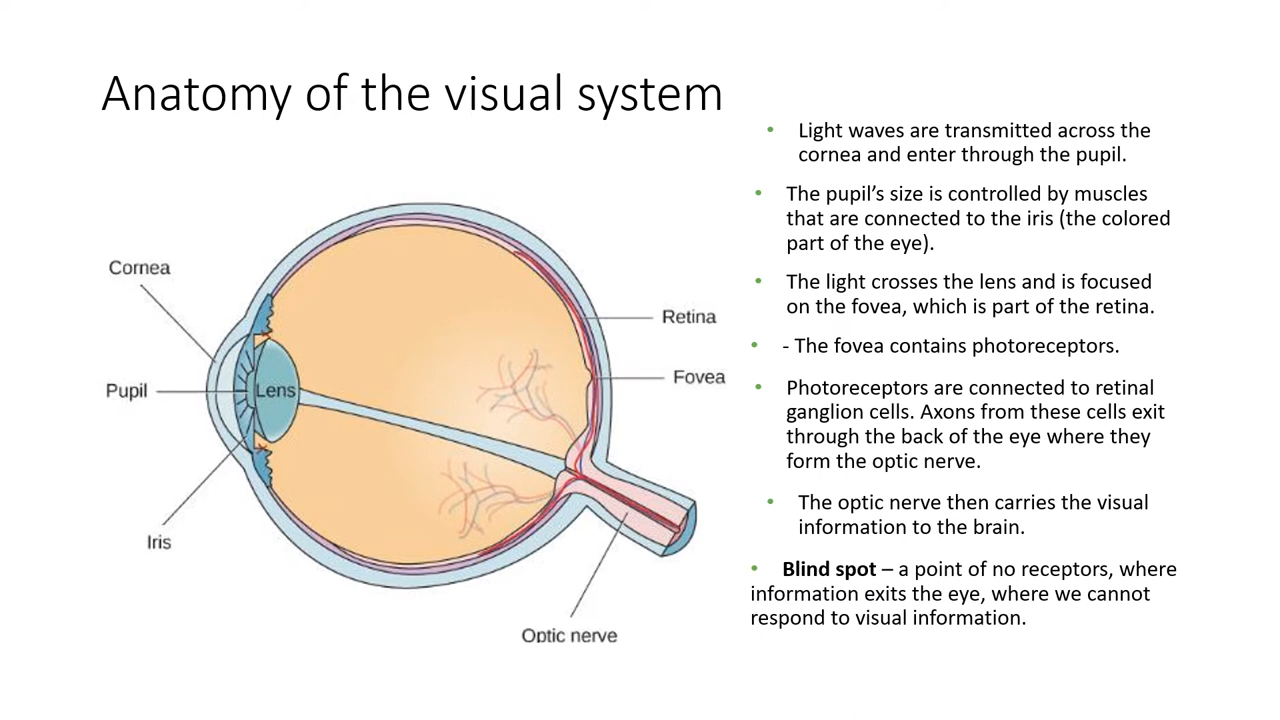 Anatomy of the visual system
Cornea
Pupil
Lens
Iris
Retina
Fovea
Optic nerve
• Light waves are transmitted across the
cornea and enter through the pupil.
• The pupil’s size is controlled by muscles
that are connected to the iris (the colored
part of the eye).
• The light crosses the lens and is focused
on the fovea, which is part of the retina.
• - The fovea contains photoreceptors.
• Photoreceptors are connected to retinal
ganglion cells. Axons from these cells exit
through the back of the eye where they
form the optic nerve.
• The optic nerve then carries the visual
information to the brain.
• Blind spot – a point of no receptors, where
information exits the eye, where we cannot
respond to visual information.